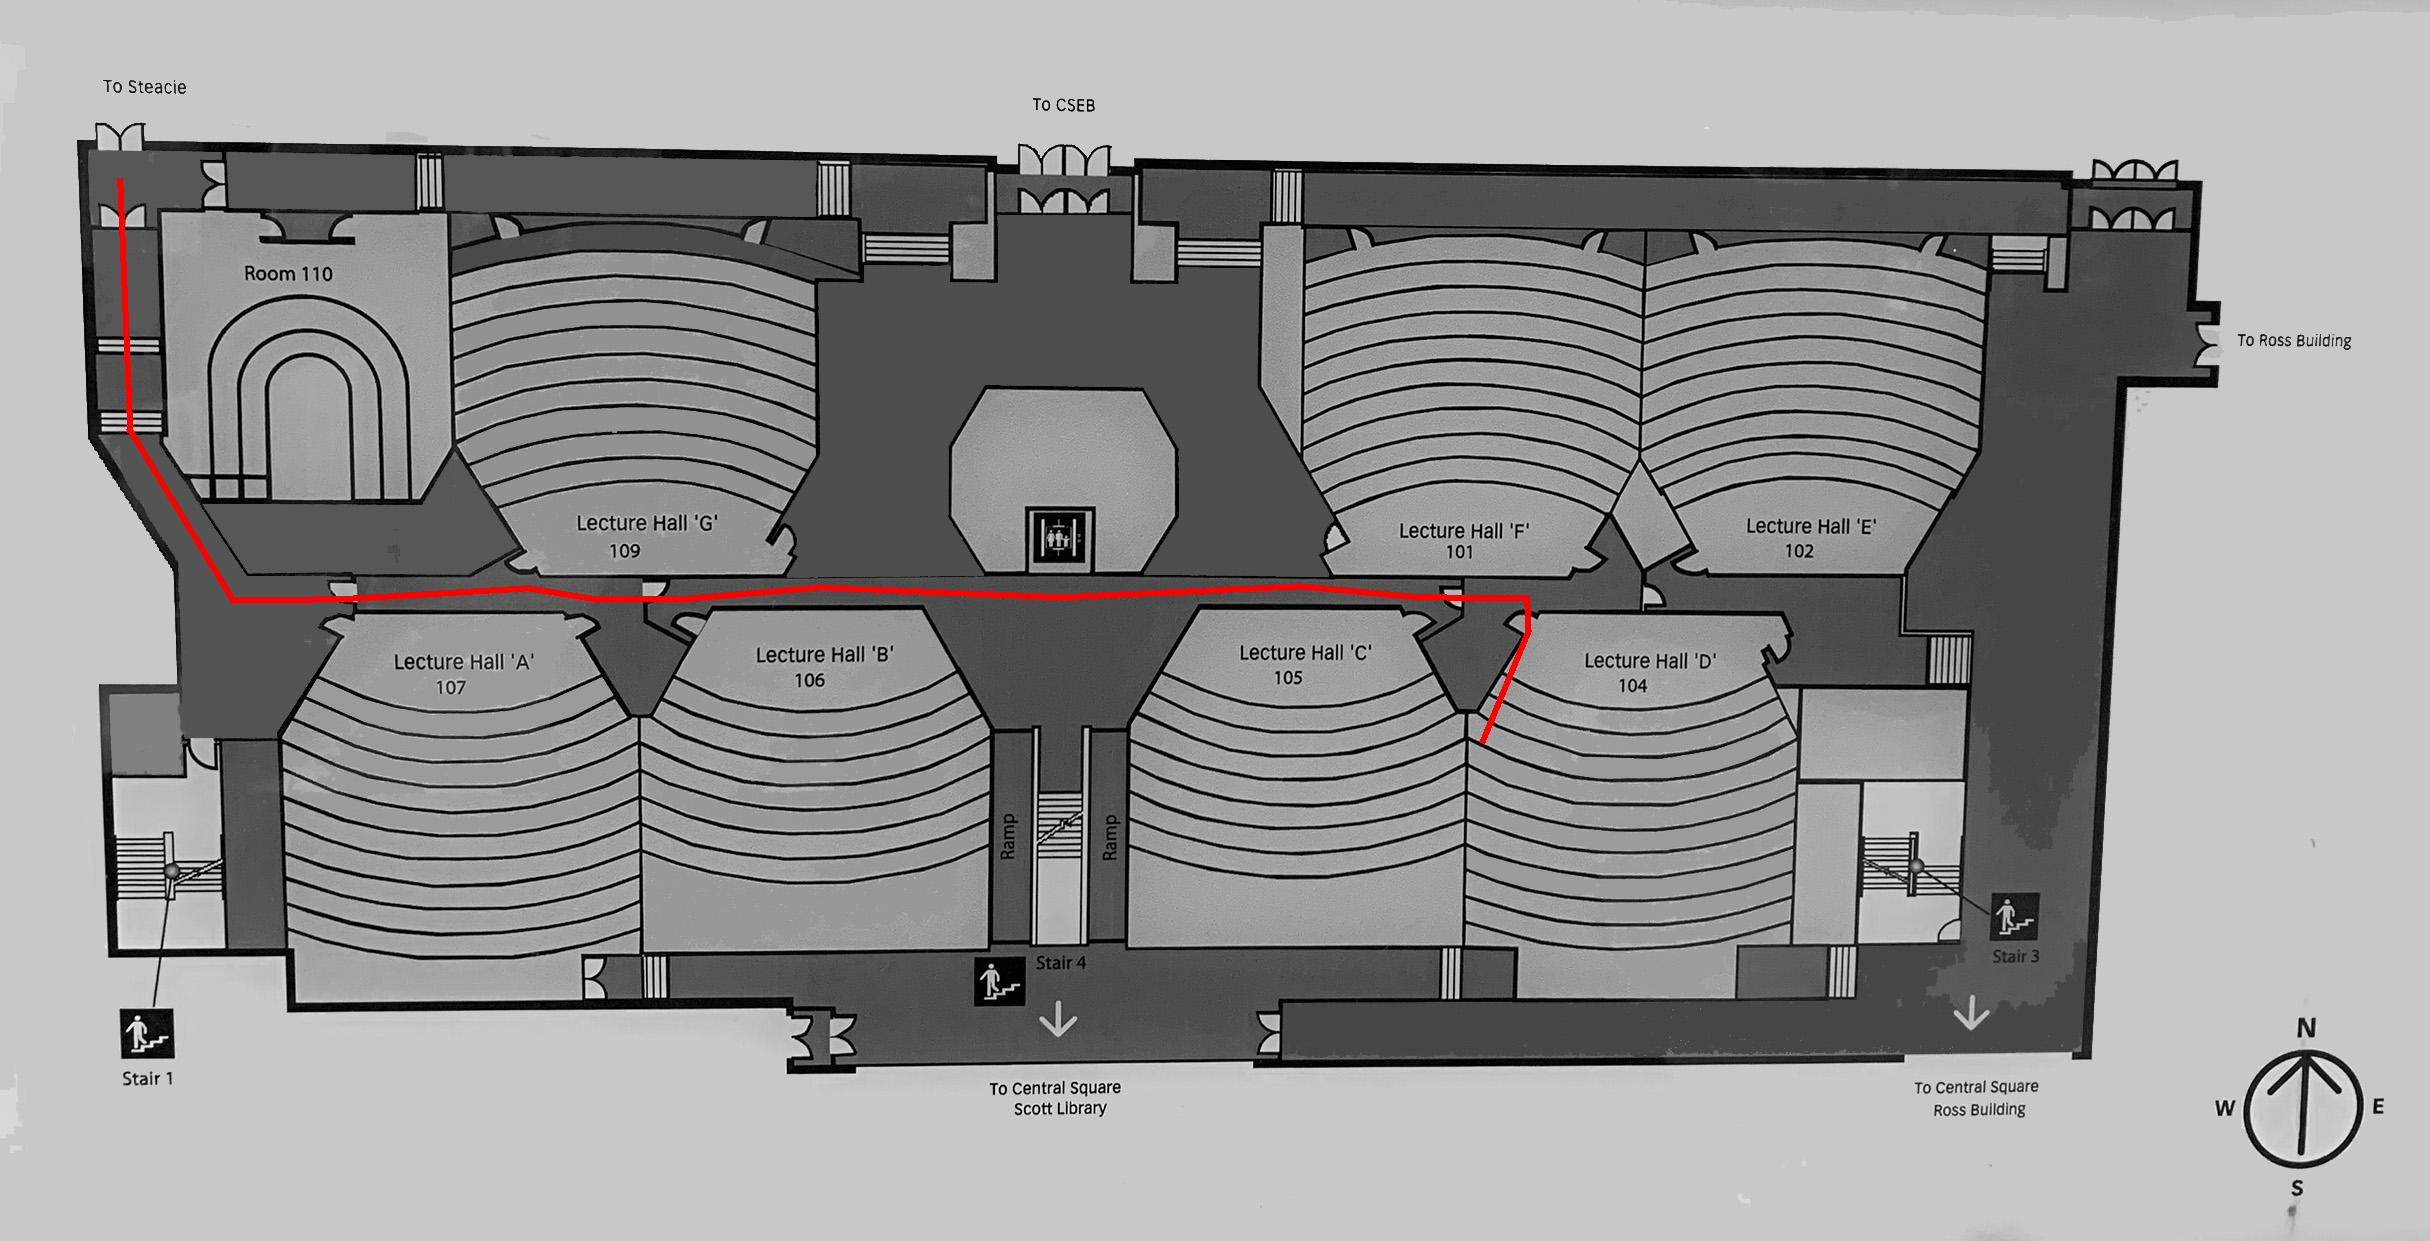 To Steacie
To CSEB
Room 110
To Ross Building
Lecture Hall 'G'
109
Lecture Hall 'F'
101
Lecture Hall 'E'
102
Lecture Hall 'A'
107
Lecture Hall 'B'
106
Lecture Hall 'C'
105
Lecture Hall 'D'
104
Ramp
Ramp
Stair 4
Stair 3
Stair 1
To Central Square
Scott Library
To Central Square
Ross Building
N
W
E
S